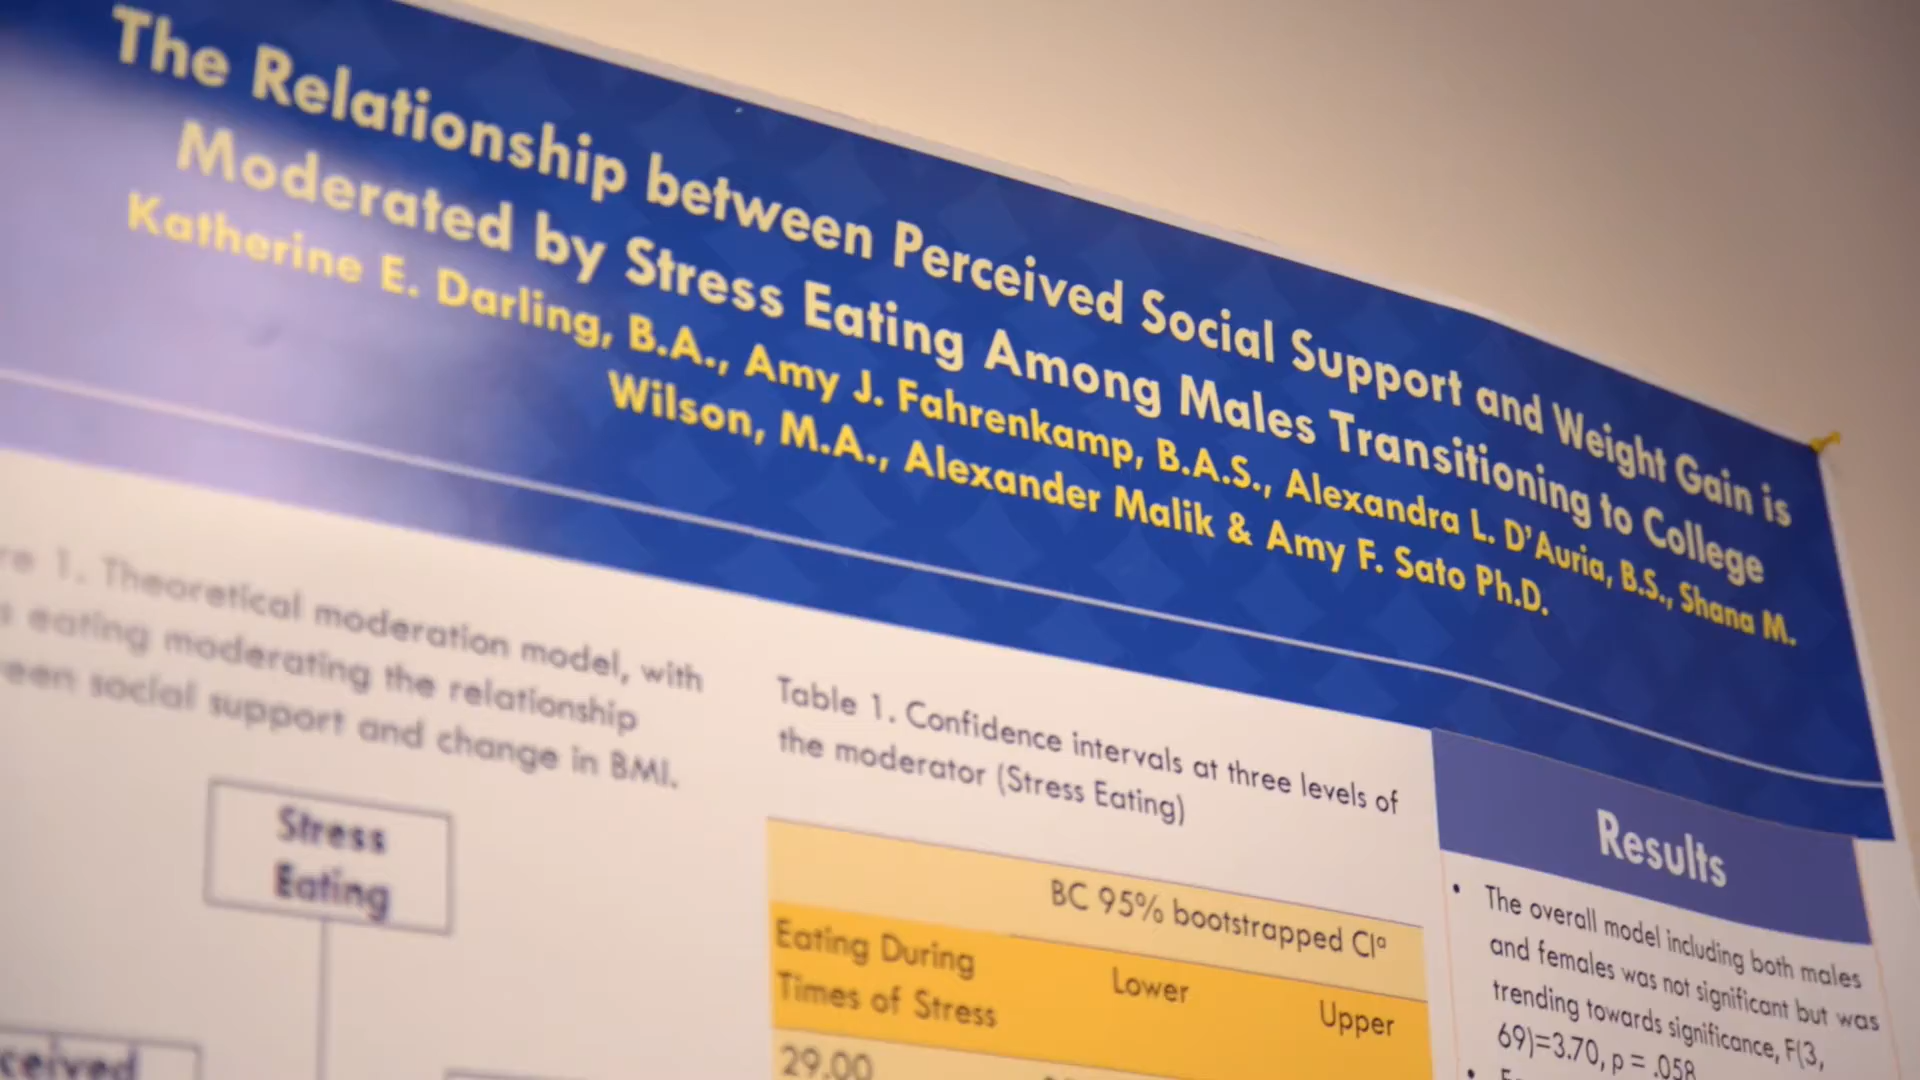 The Relationship between Perceived Social Support and Weight Gain is
Moderated by Stress Eating Among Males Transitioning to College
Katherine E. Darling, B.A., Amy J. Fahrenkamp, B.A.S., Alexandra L. D'Auria, B.S., Shana M.
Wilson, M.A., Alexander Malik & Amy F. Sato Ph.D.
1. Theoretical moderation model, with
eating moderating the relationship
social support and change in BMI.
Stress
Eating
Table 1. Confidence intervals at three levels of
the moderator (Stress Eating)
BC 95% bootstrapped CIᵃ
Eating During
Times of Stress
Lower
Upper
29.00
Results
• The overall model including both males
and females was not significant but was
trending towards significance, F(3,
69)=3.70, p = .058